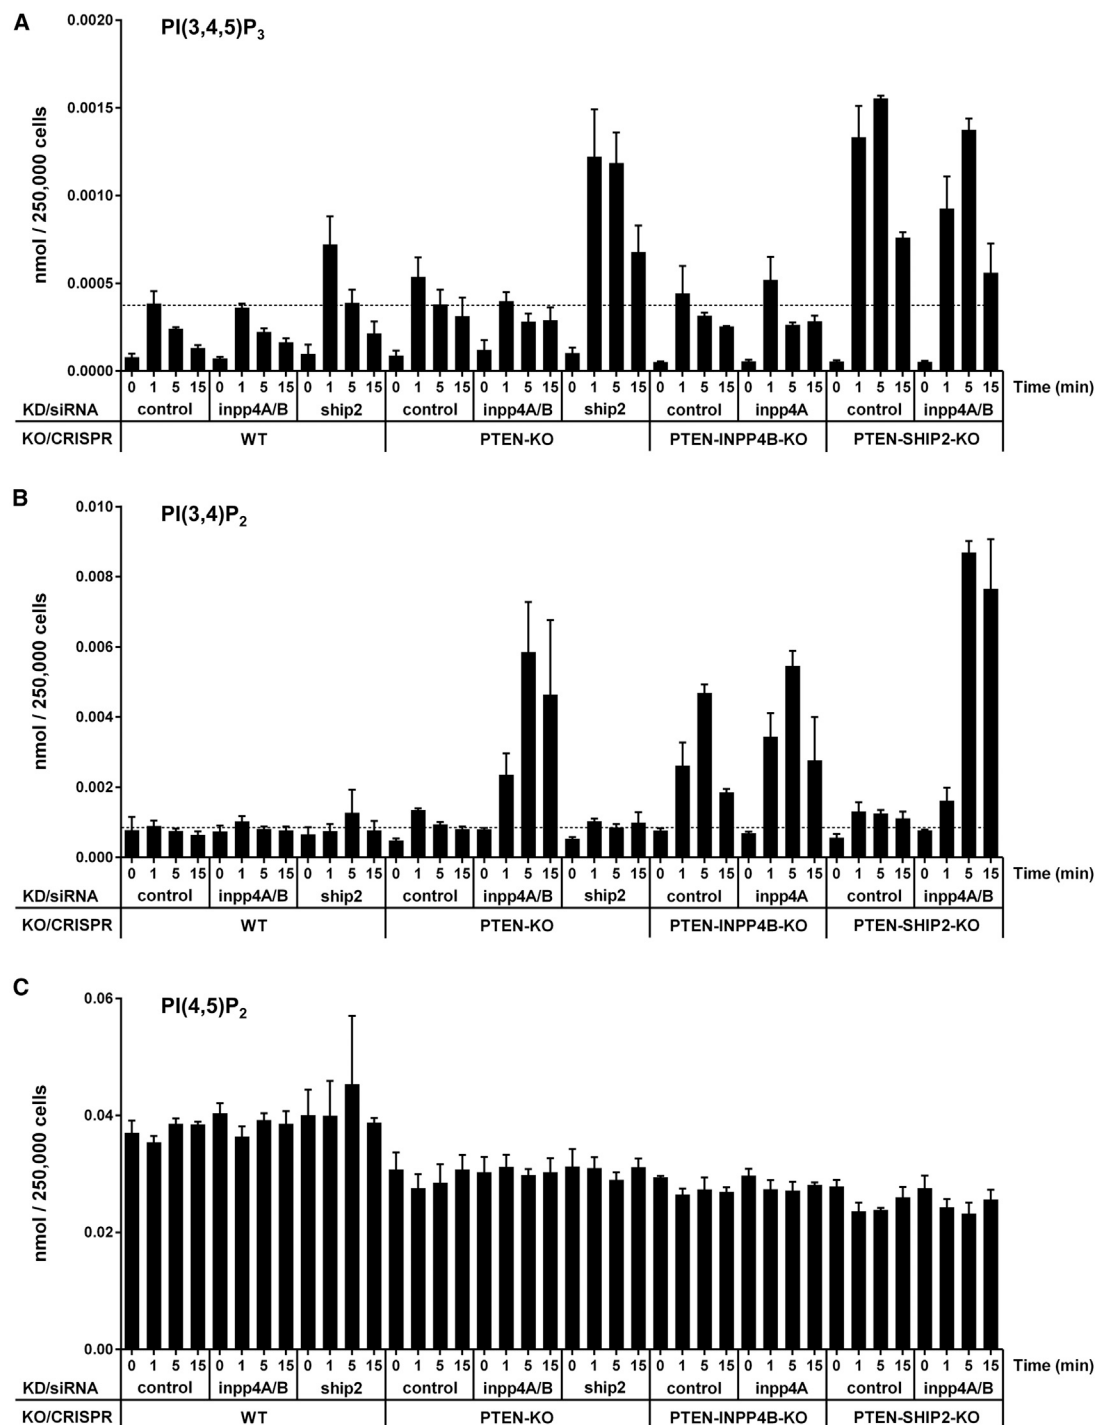 A
PI(3,4,5)P3
nmol / 250,000 cells
0.0020
0.0015
0.0010
0.0005
0.0000
0 1 5 15 0 1 5 15 0 1 5 15 0 1 5 15 0 1 5 15 0 1 5 15 0 1 5 15 0 1 5 15 0 1 5 15 0 1 5 15 Time (min)
KD/siRNA control inpp4A/B ship2 control inpp4A/B ship2 control inpp4A control inpp4A/B
KO/CRISPR WT PTEN-KO PTEN-INPP4B-KO PTEN-SHIP2-KO
B
PI(3,4)P2
nmol / 250,000 cells
0.010
0.008
0.006
0.004
0.002
0.000
0 1 5 15 0 1 5 15 0 1 5 15 0 1 5 15 0 1 5 15 0 1 5 15 0 1 5 15 0 1 5 15 0 1 5 15 0 1 5 15 Time (min)
KD/siRNA control inpp4A/B ship2 control inpp4A/B ship2 control inpp4A control inpp4A/B
KO/CRISPR WT PTEN-KO PTEN-INPP4B-KO PTEN-SHIP2-KO
C
PI(4,5)P2
nmol / 250,000 cells
0.06
0.04
0.02
0.00
0 1 5 15 0 1 5 15 0 1 5 15 0 1 5 15 0 1 5 15 0 1 5 15 0 1 5 15 0 1 5 15 0 1 5 15 0 1 5 15 Time (min)
KD/siRNA control inpp4A/B ship2 control inpp4A/B ship2 control inpp4A control inpp4A/B
KO/CRISPR WT PTEN-KO PTEN-INPP4B-KO PTEN-SHIP2-KO